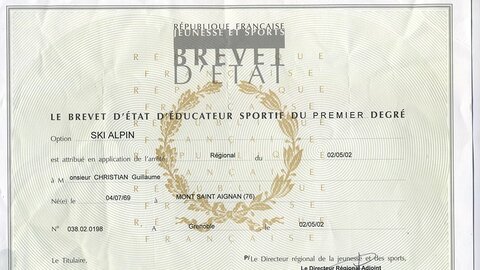 RÉPUBLIQUE FRANÇAISE
JEUNESSE ET SPORTS
BREVET
D'ÉTAT
LE BREVET D'ÉTAT D'ÉDUCATEUR SPORTIF DU PREMIER DEGRÉ
Option SKI ALPIN
est attribué en application de l'arrêté Régional du 02/05/02
à M onsieur CHRISTIAN Guillaume
Né(e) le 04/07/69 à MONT SAINT AIGNAN (76)
N° 038.02.0198 A Grenoble le 02/05/02
Le Titulaire, P/ Le Directeur régional de la jeunesse et des sports,
Le Directeur Régional Adjoint